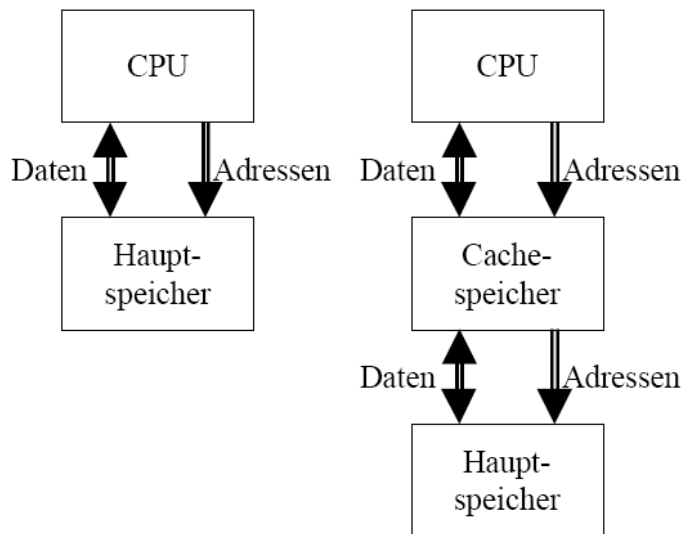 CPU
Daten
Adressen
Haupt-
speicher
CPU
Daten
Adressen
Cache-
speicher
Daten
Adressen
Haupt-
speicher